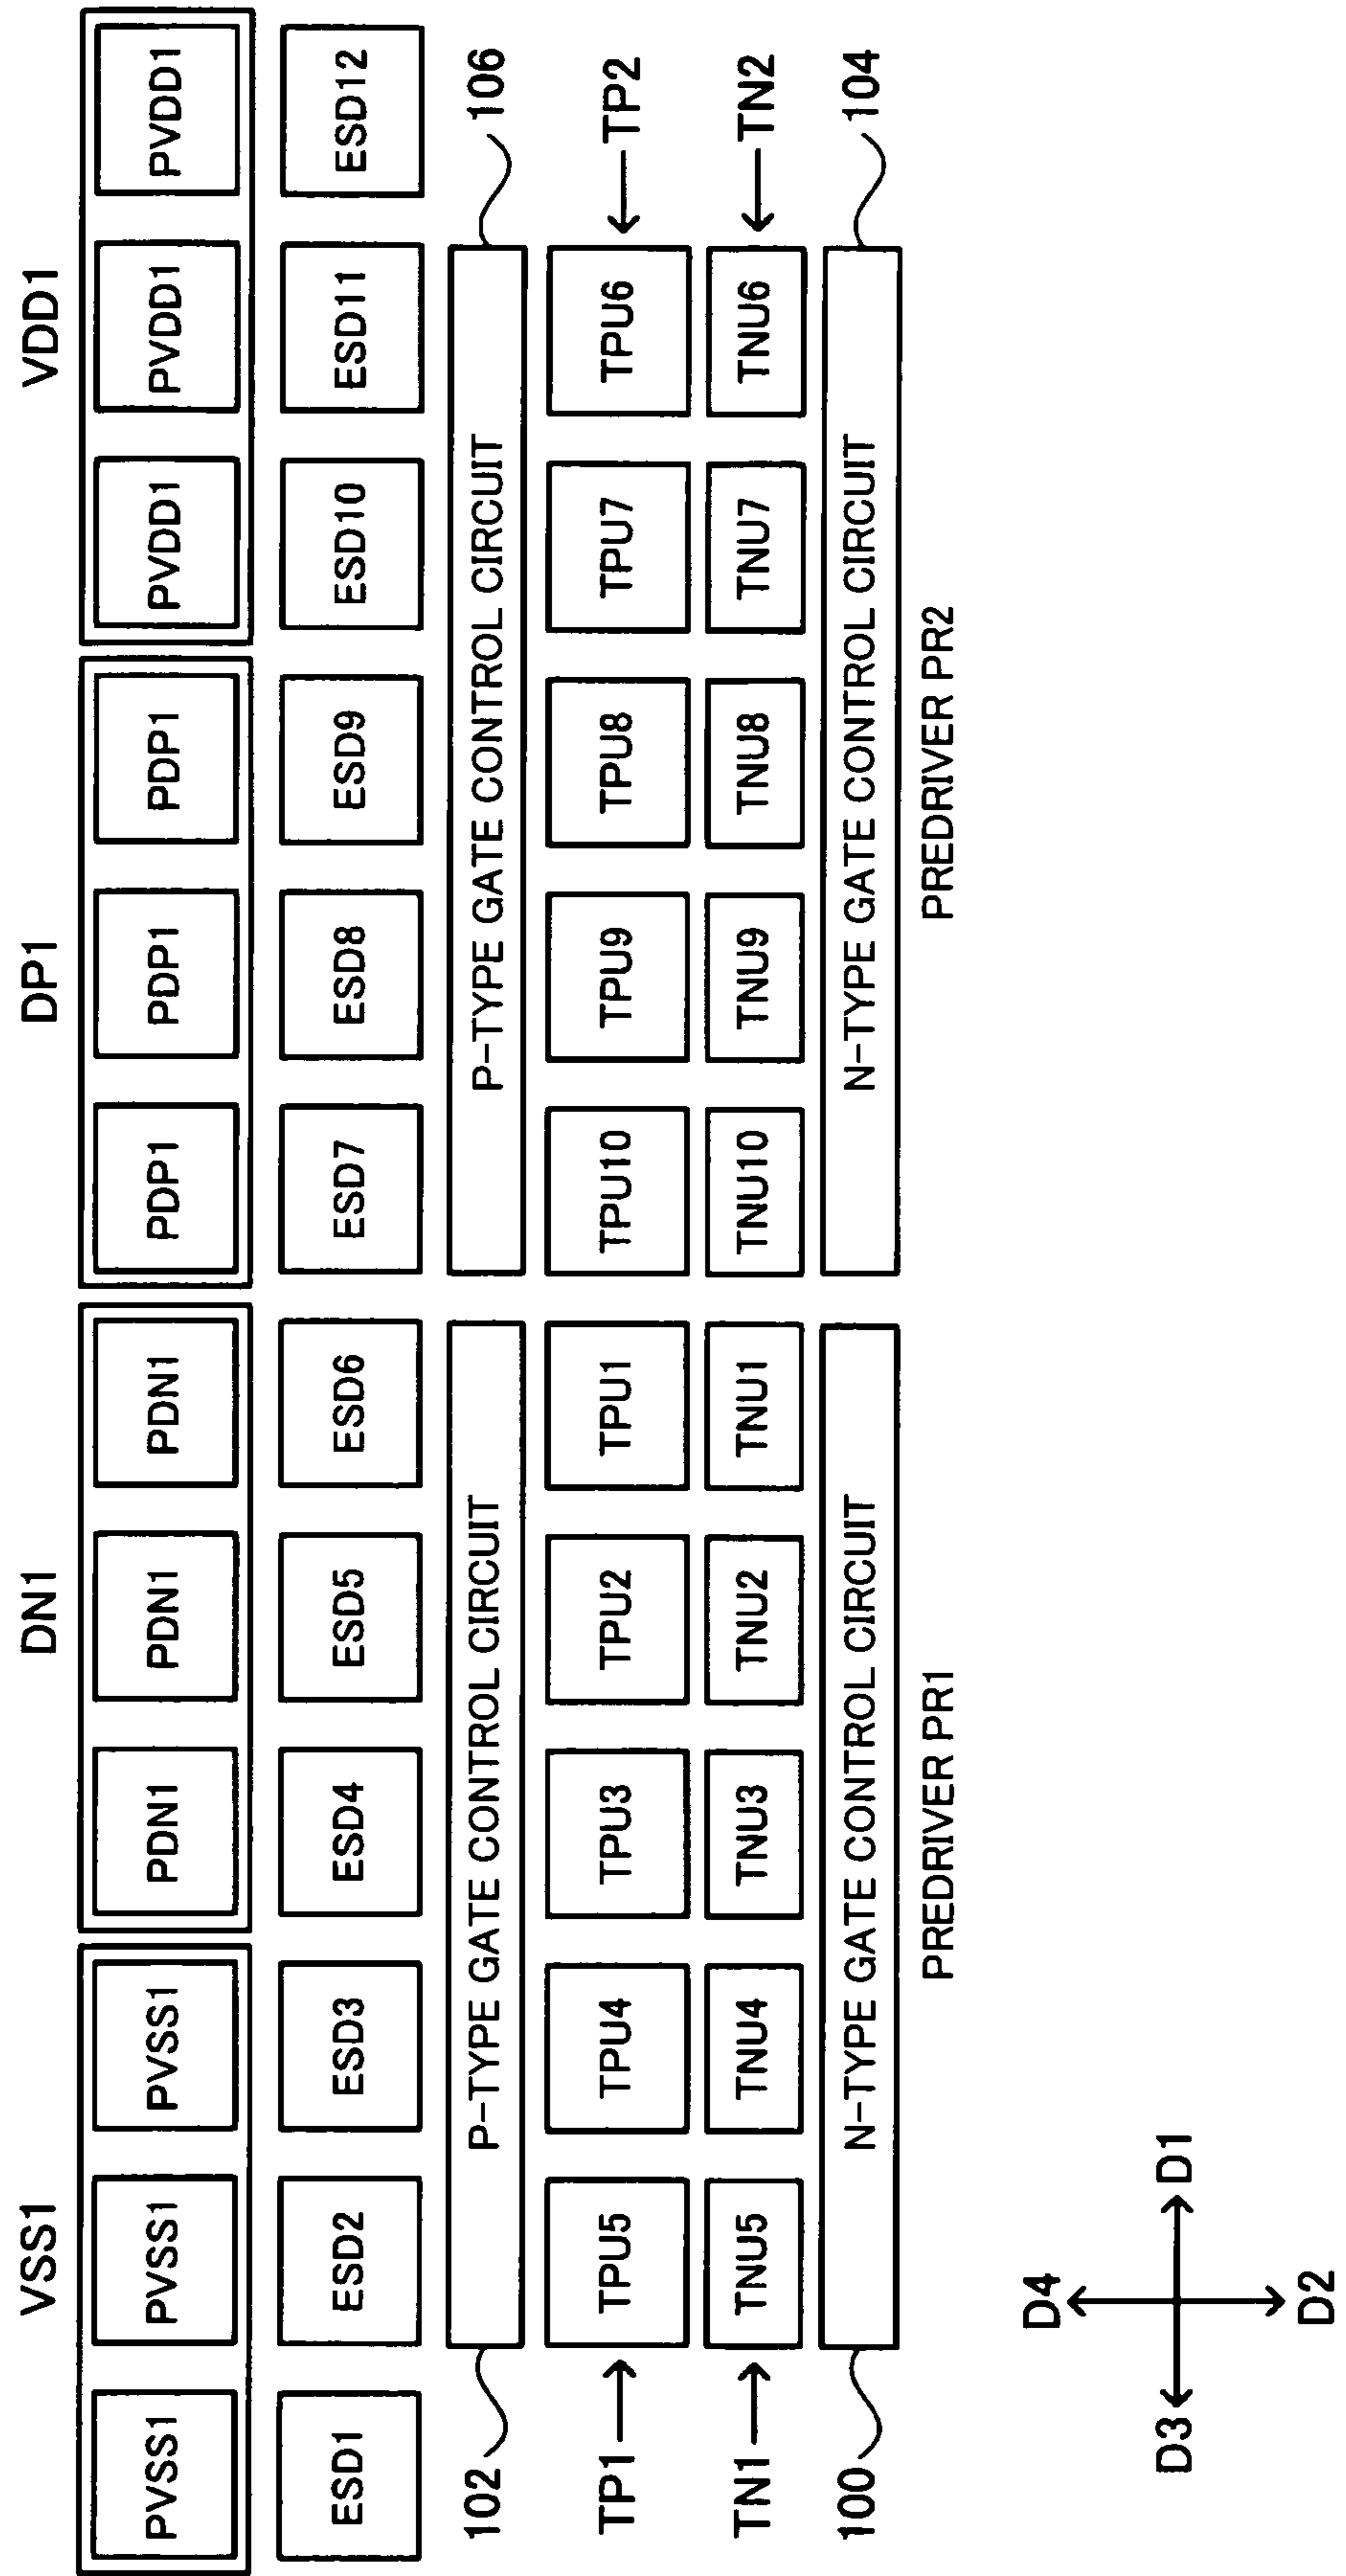 VSS1 DN1 DP1 VDD1
PVSS1 PVSS1 PVSS1 PDN1 PDN1 PDN1 PDP1 PDP1 PDP1 PVDD1 PVDD1 PVDD1
ESD1 ESD2 ESD3 ESD4 ESD5 ESD6 ESD7 ESD8 ESD9 ESD10 ESD11 ESD12
102 P-TYPE GATE CONTROL CIRCUIT P-TYPE GATE CONTROL CIRCUIT 106
TP1 TPU5 TPU4 TPU3 TPU2 TPU1 TPU10 TPU9 TPU8 TPU7 TPU6 TP2
TN1 TNU5 TNU4 TNU3 TNU2 TNU1 TNU10 TNU9 TNU8 TNU7 TNU6 TN2
100 N-TYPE GATE CONTROL CIRCUIT N-TYPE GATE CONTROL CIRCUIT 104
PREDRIVER PR1 PREDRIVER PR2
D4
D3 D1
D2